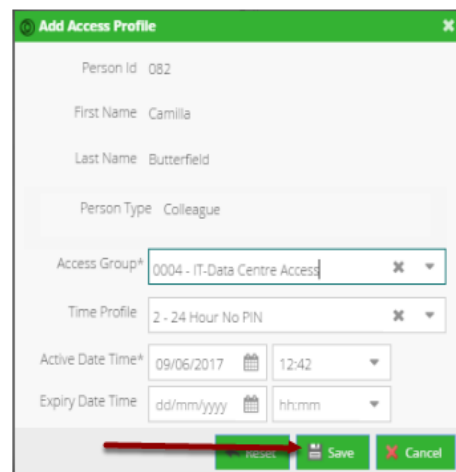 Add Access Profile
Person Id 082
First Name Camilla
Last Name Butterfield
Person Type Colleague
Access Group* 0004 - IT-Data Centre Access
Time Profile 2 - 24 Hour No PIN
Active Date Time* 09/06/2017 12:42
Expiry Date Time dd/mm/yyyy hh:mm
Reset Save Cancel